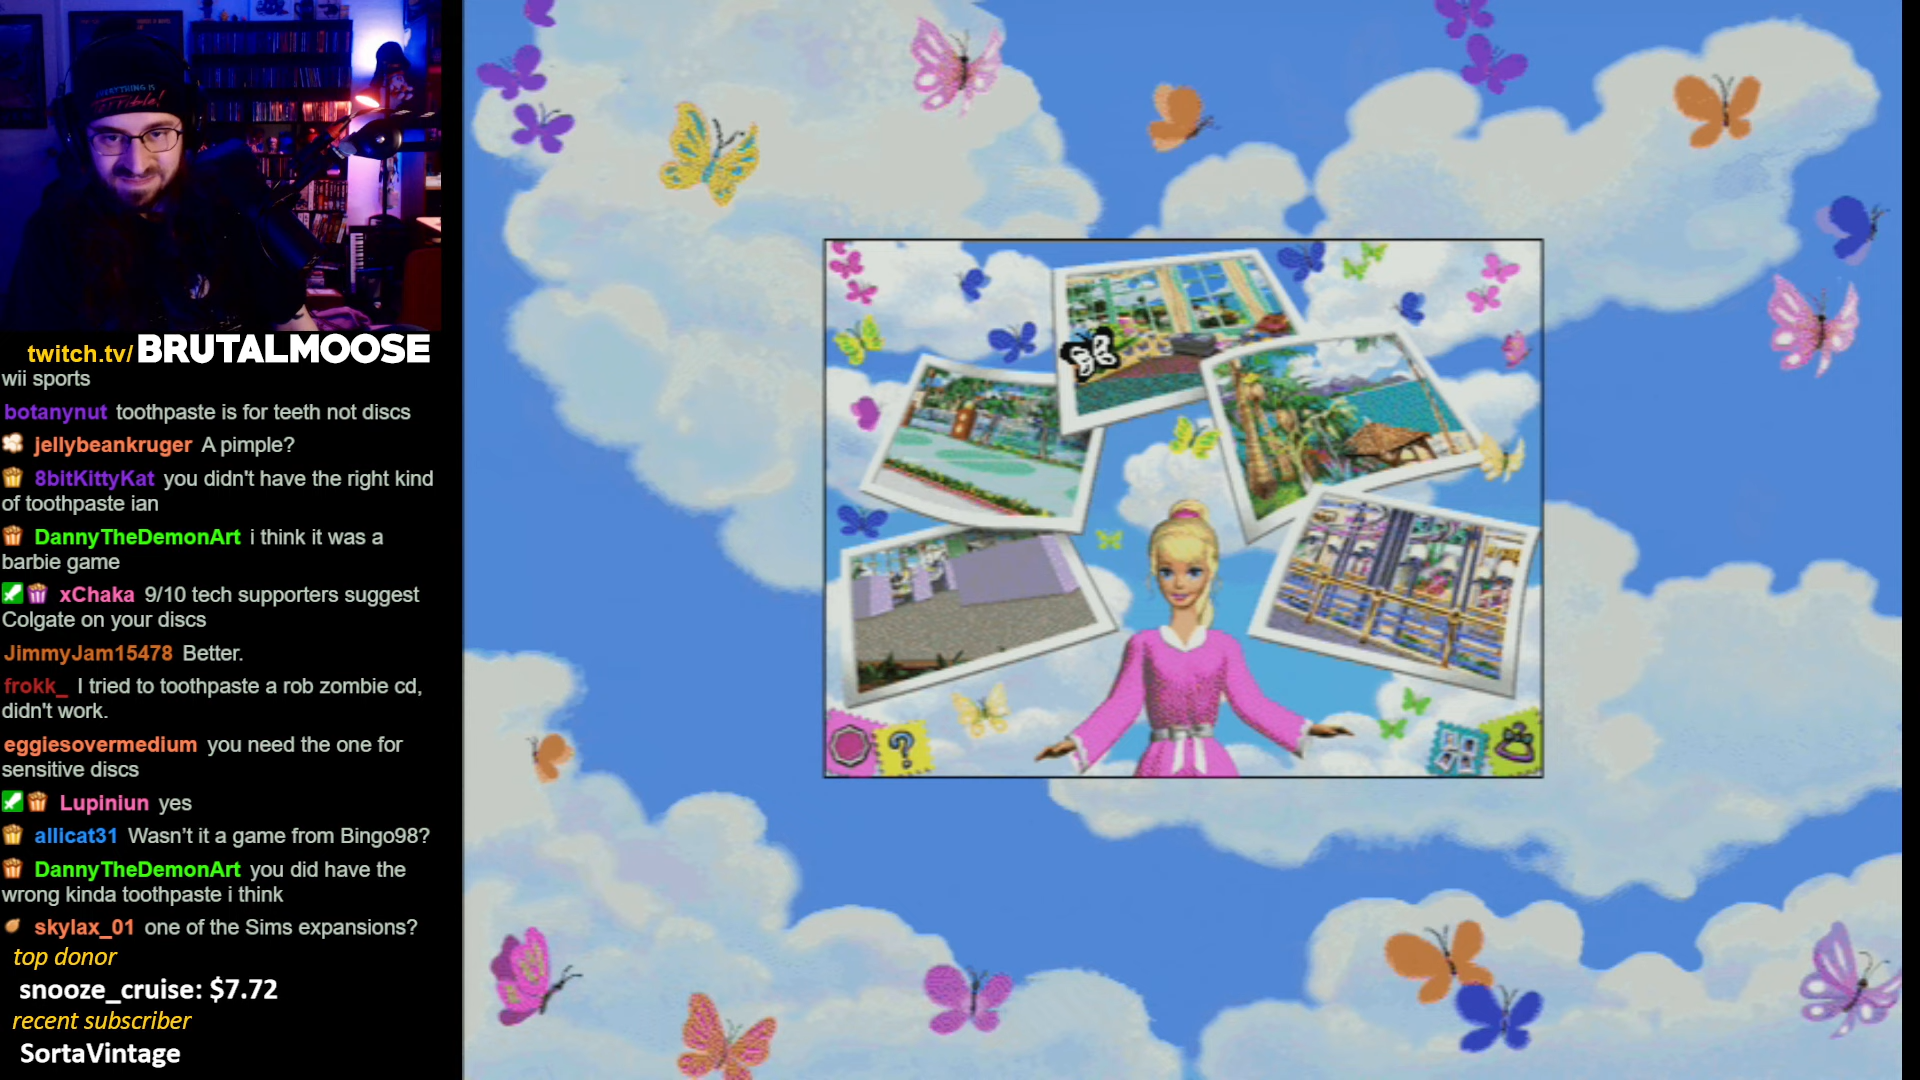 EVERYTHING IS
terrible!
twitch.tv/BRUTALMOOSE
wii sports
botanynut toothpaste is for teeth not discs
jellybeankruger A pimple?
8bitKittyKat you didn't have the right kind
of toothpaste ian
DannyTheDemonArt i think it was a
barbie game
xChaka 9/10 tech supporters suggest
Colgate on your discs
JimmyJam15478 Better.
frokk_ I tried to toothpaste a rob zombie cd,
didn't work.
eggiesovermedium you need the one for
sensitive discs
Lupiniun yes
allicat31 Wasn't it a game from Bingo98?
DannyTheDemonArt you did have the
wrong kinda toothpaste i think
skylax_01 one of the Sims expansions?
top donor
snooze_cruise: $7.72
recent subscriber
SortaVintage
?